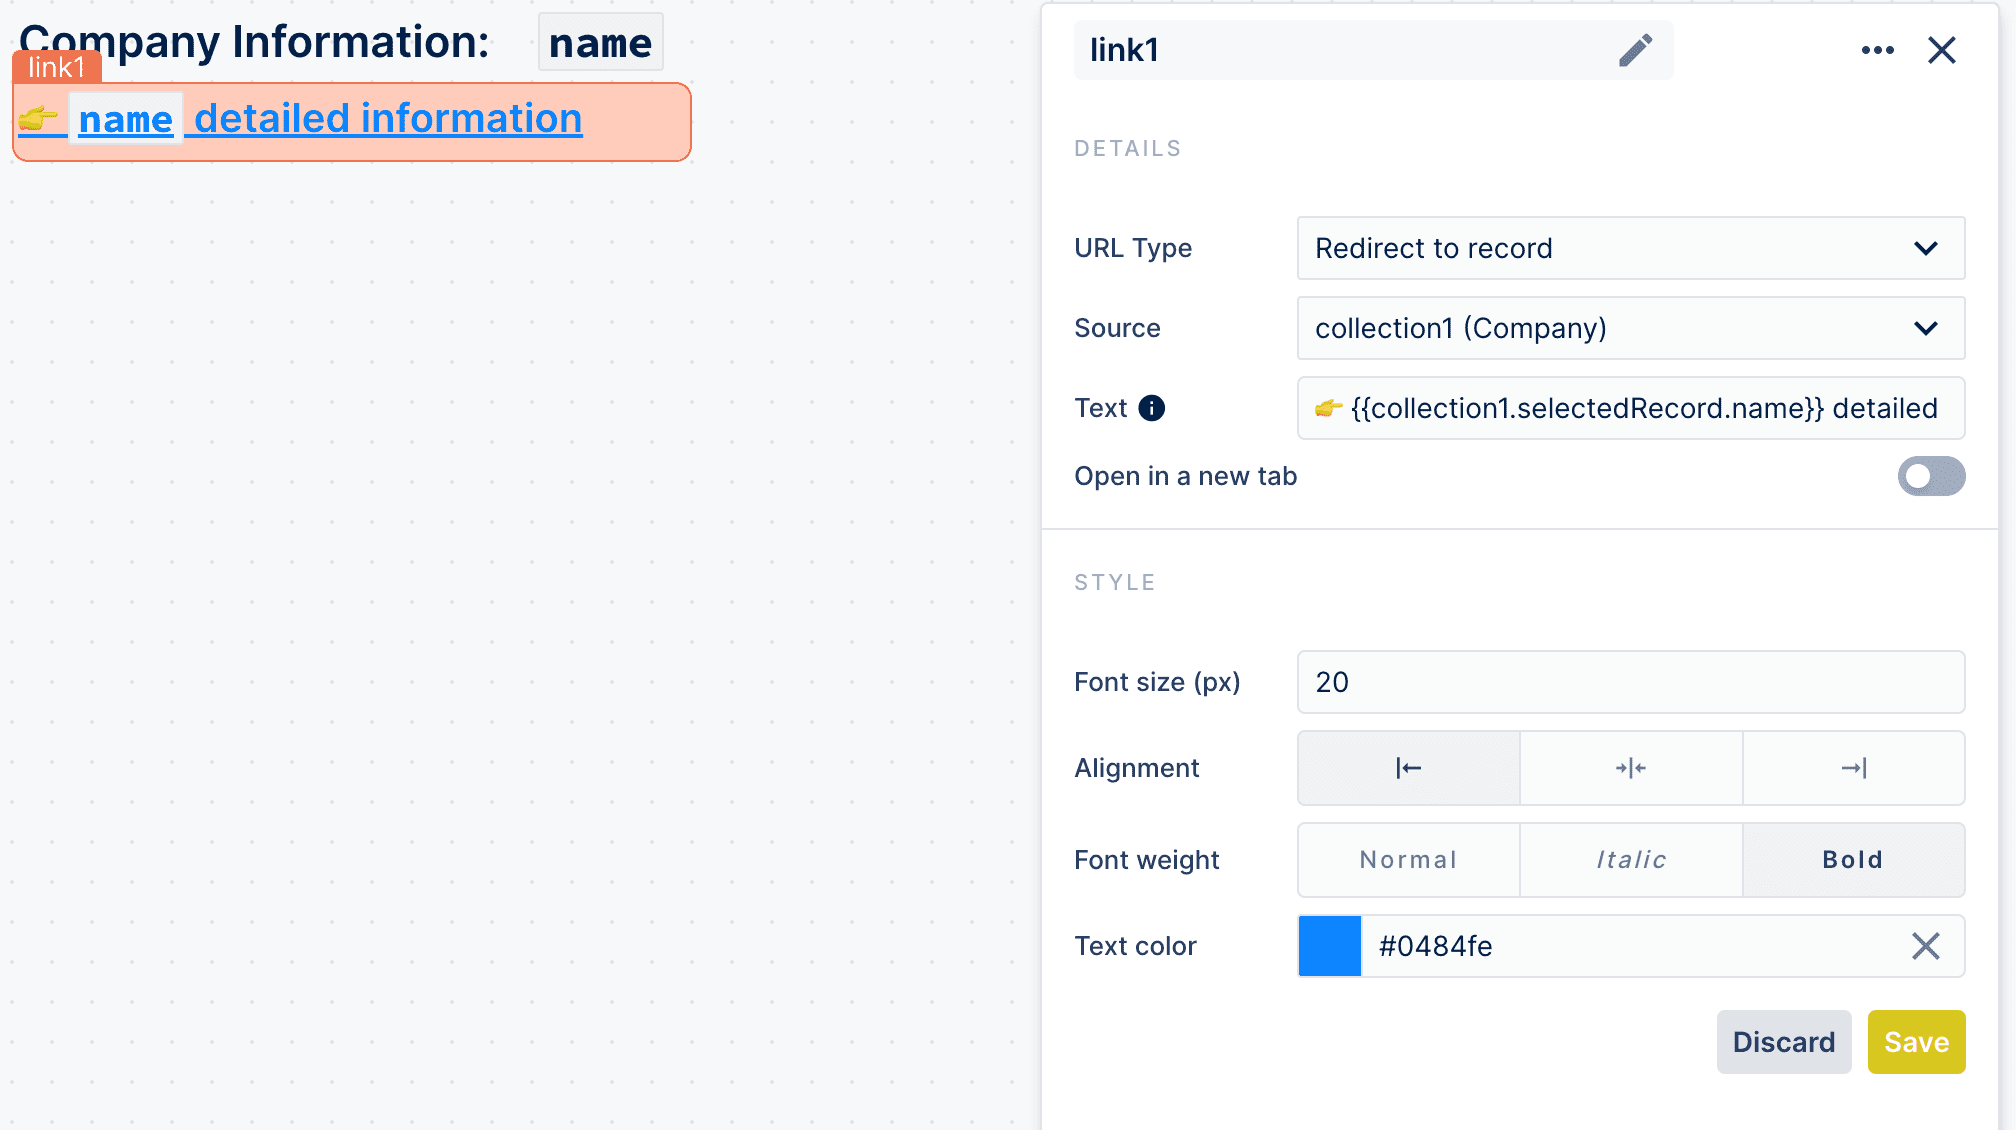 Company Information: name
link1
👉 name detailed information
link1
DETAILS
URL Type
Redirect to record
Source
collection1 (Company)
Text
👉 {{collection1.selectedRecord.name}} detailed
Open in a new tab
STYLE
Font size (px)
20
Alignment
Font weight
Normal
Italic
Bold
Text color
#0484fe
Discard
Save